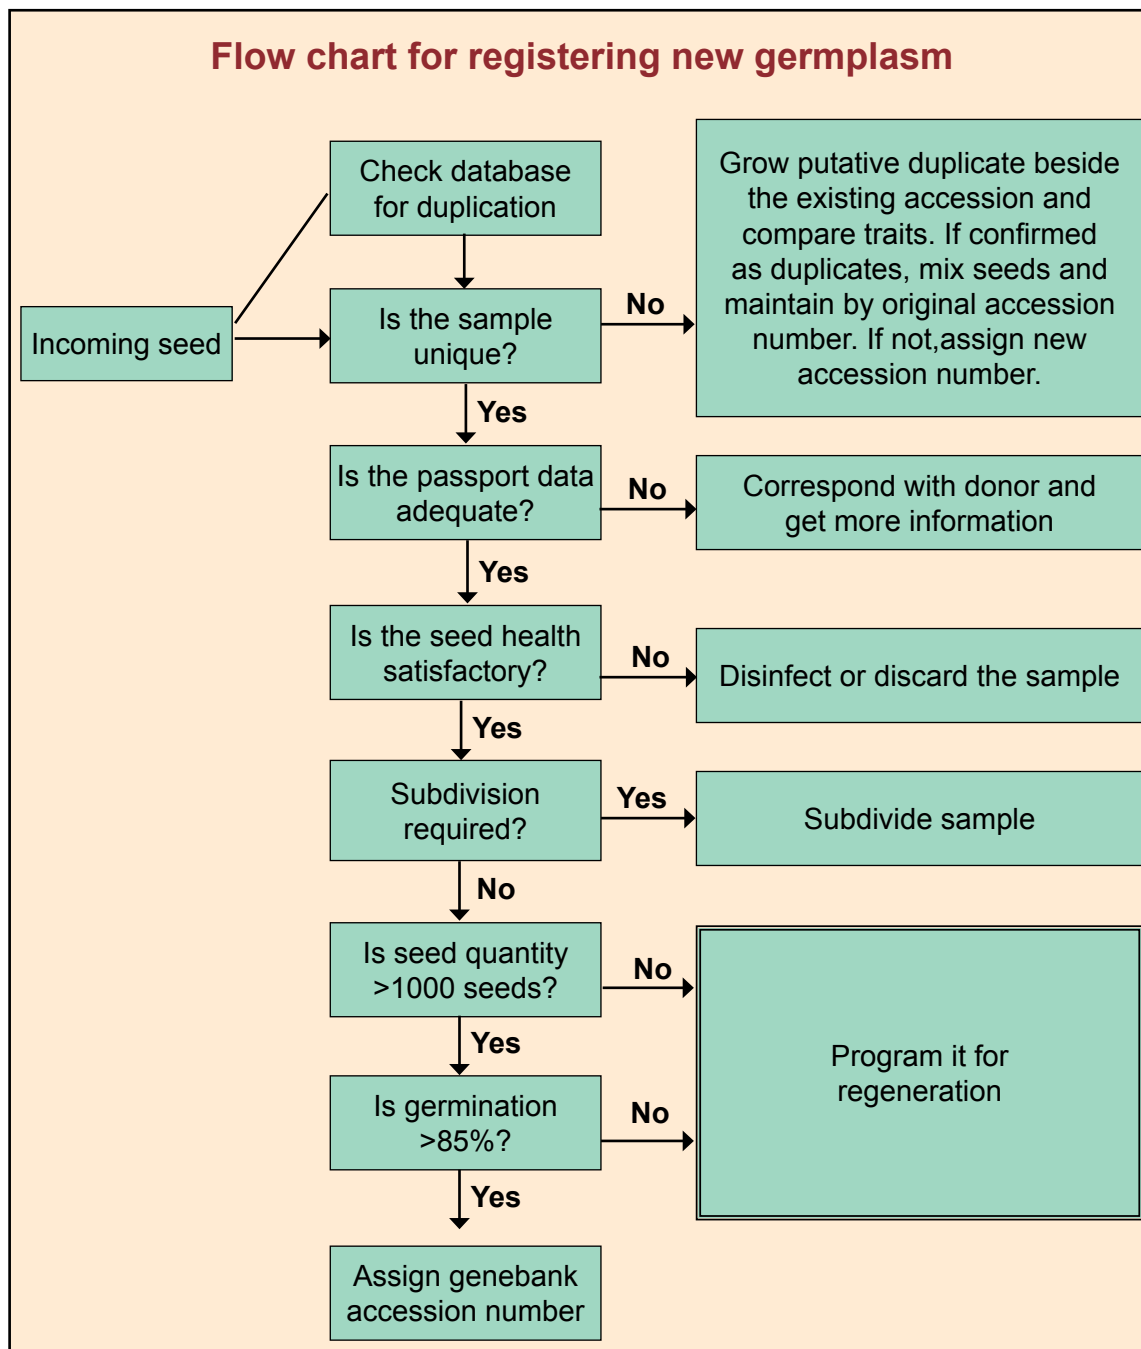 Flow chart for registering new germplasm
Check database
for duplication
Incoming seed
Is the sample
unique?
No
Grow putative duplicate beside
the existing accession and
compare traits. If confirmed
as duplicates, mix seeds and
maintain by original accession
number. If not,assign new
accession number.
Yes
Is the passport data
adequate?
No
Correspond with donor and
get more information
Yes
Is the seed health
satisfactory?
No
Disinfect or discard the sample
Yes
Subdivision
required?
Yes
Subdivide sample
No
Is seed quantity
>1000 seeds?
No
Program it for
regeneration
Yes
Is germination
>85%?
No
Yes
Assign genebank
accession number